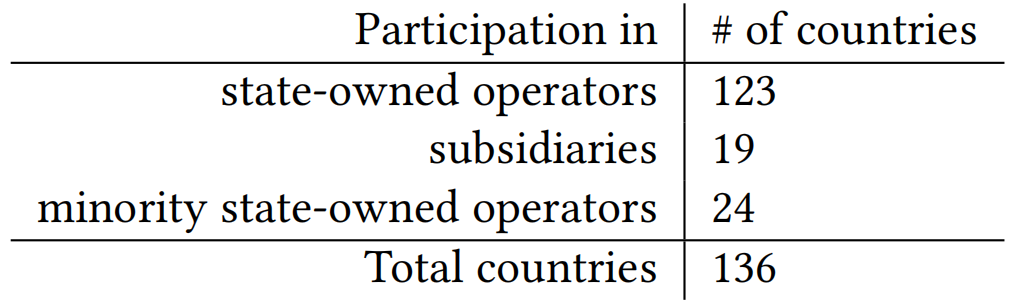 Participation in # of countries
state-owned operators 123
subsidiaries 19
minority state-owned operators 24
Total countries 136